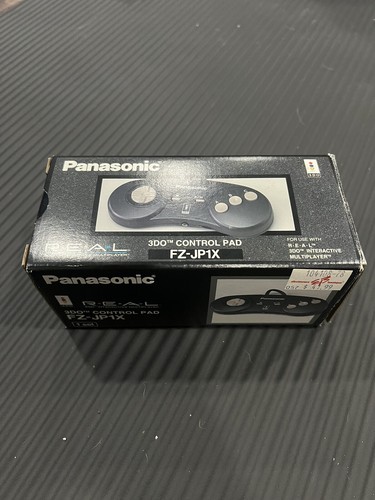 Panasonic
3DO
R·E·A·L
3DO™ CONTROL PAD
FZ-JP1X
FOR USE WITH
R·E·A·L™
3DO™ INTERACTIVE
MULTIPLAYER™
Panasonic
R·E·A·L
3DO™ CONTROL PAD
FZ-JP1X